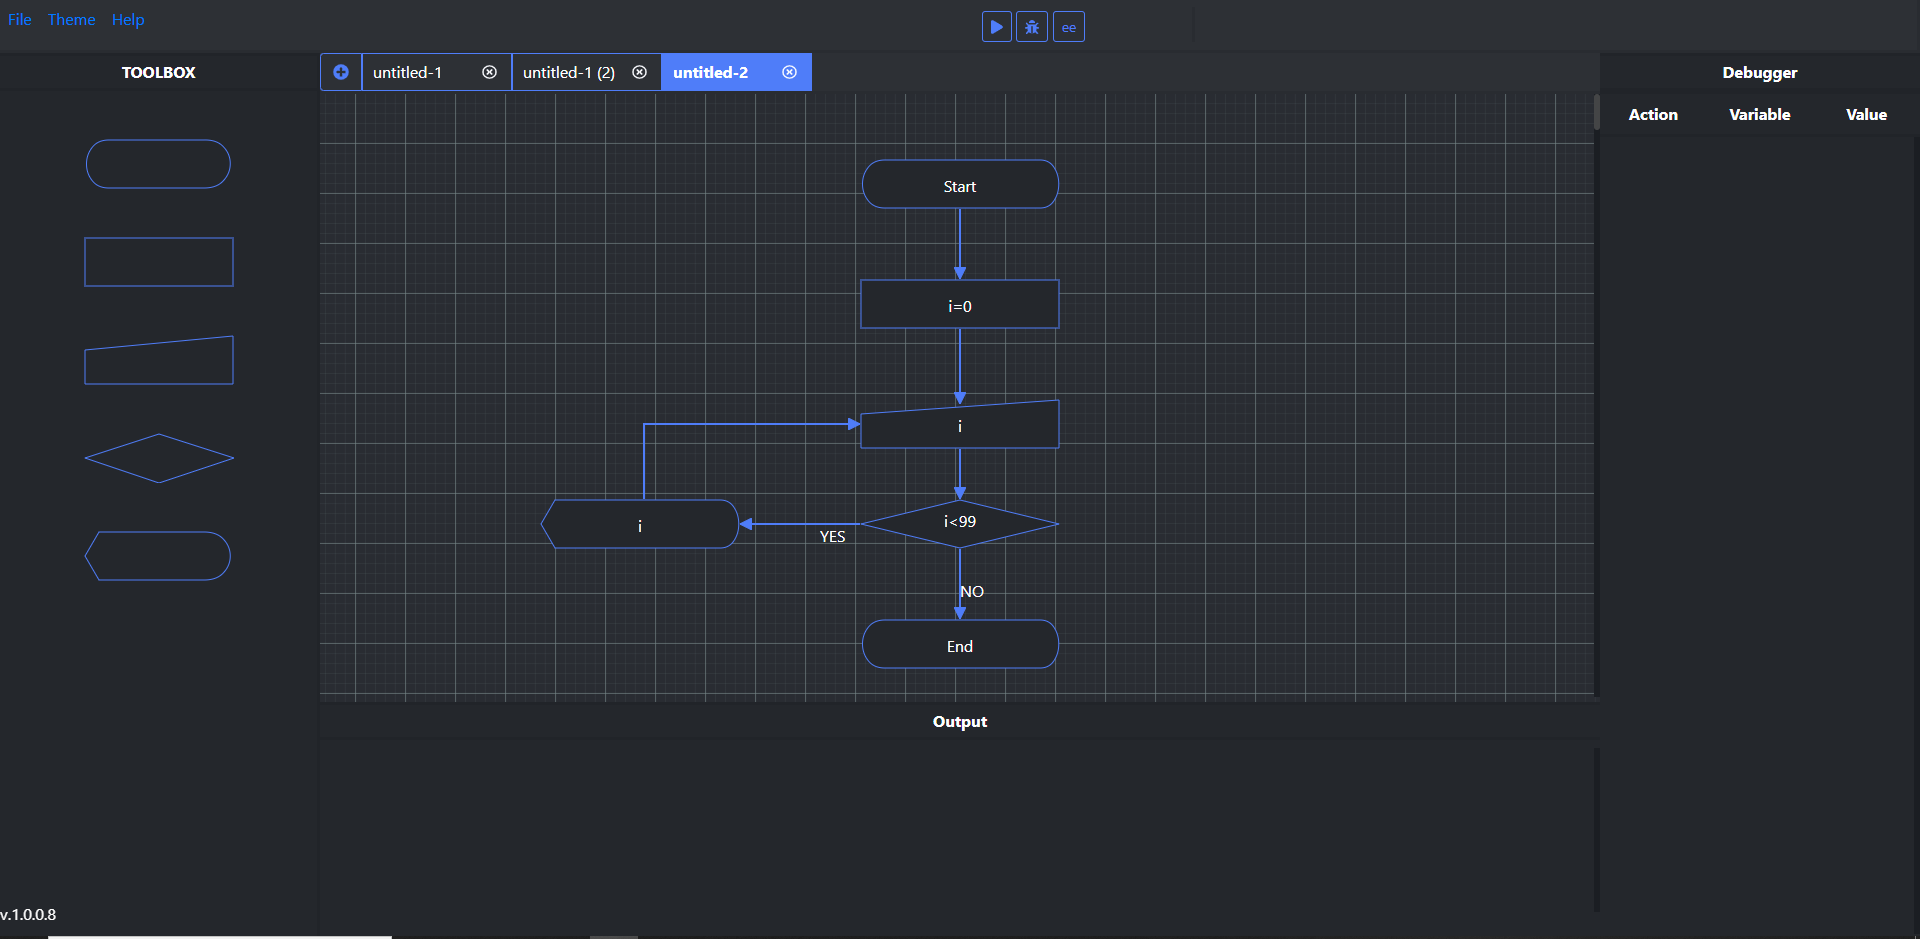 File Theme Help
ee
TOOLBOX
untitled-1
untitled-1 (2)
untitled-2
Debugger
Action Variable Value
Start
i=0
i
i<99
i
YES
NO
End
Output
v.1.0.0.8